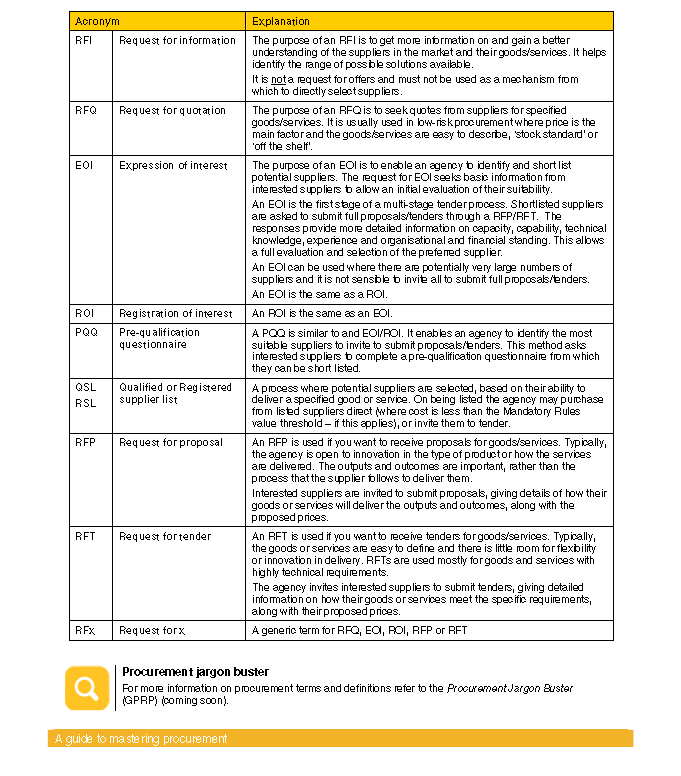 Acronym Explanation
RFI Request for information The purpose of an RFI is to get more information on and gain a better
understanding of the suppliers in the market and their goods/services. It helps
identify the range of possible solutions available.
It is not a request for offers and must not be used as a mechanism from
which to directly select suppliers.
RFQ Request for quotation The purpose of an RFQ is to seek quotes from suppliers for specified
goods/services. It is usually used in low-risk procurement where price is the
main factor and the goods/services are easy to describe, 'stock standard' or
'off the shelf'.
EOI Expression of interest The purpose of an EOI is to enable an agency to identify and short list
potential suppliers. The request for EOI seeks basic information from
interested suppliers to allow an initial evaluation of their suitability.
An EOI is the first stage of a multi-stage tender process. Shortlisted suppliers
are asked to submit full proposals/tenders through a RFP/RFT. The
responses provide more detailed information on capacity, capability, technical
knowledge, experience and organisational and financial standing. This allows
a full evaluation and selection of the preferred supplier.
An EOI can be used where there are potentially very large numbers of
suppliers and it is not sensible to invite all to submit full proposals/tenders.
An EOI is the same as a ROI.
ROI Registration of interest An ROI is the same as an EOI.
PQQ Pre-qualification A PQQ is similar to and EOI/ROI. It enables an agency to identify the most
questionnaire suitable suppliers to invite to submit proposals/tenders. This method asks
interested suppliers to complete a pre-qualification questionnaire from which
they can be short listed.
QSL Qualified or Registered A process where potential suppliers are selected, based on their ability to
RSL supplier list deliver a specified good or service. On being listed the agency may purchase
from listed suppliers direct (where cost is less than the Mandatory Rules
value threshold – if this applies), or invite them to tender.
RFP Request for proposal An RFP is used if you want to receive proposals for goods/services. Typically,
the agency is open to innovation in the type of product or how the services
are delivered. The outputs and outcomes are important, rather than the
process that the supplier follows to deliver them.
Interested suppliers are invited to submit proposals, giving details of how their
goods or services will deliver the outputs and outcomes, along with the
proposed prices.
RFT Request for tender An RFT is used if you want to receive tenders for goods/services. Typically,
the goods or services are easy to define and there is little room for flexibility
or innovation in delivery. RFTs are used mostly for goods and services with
highly technical requirements.
The agency invites interested suppliers to submit tenders, giving detailed
information on how their goods or services meet the specific requirements,
along with their proposed prices.
RFx Request for x A generic term for RFQ, EOI, ROI, RFP or RFT
Procurement jargon buster
For more information on procurement terms and definitions refer to the Procurement Jargon Buster
(GPRP) (coming soon).
A guide to mastering procurement